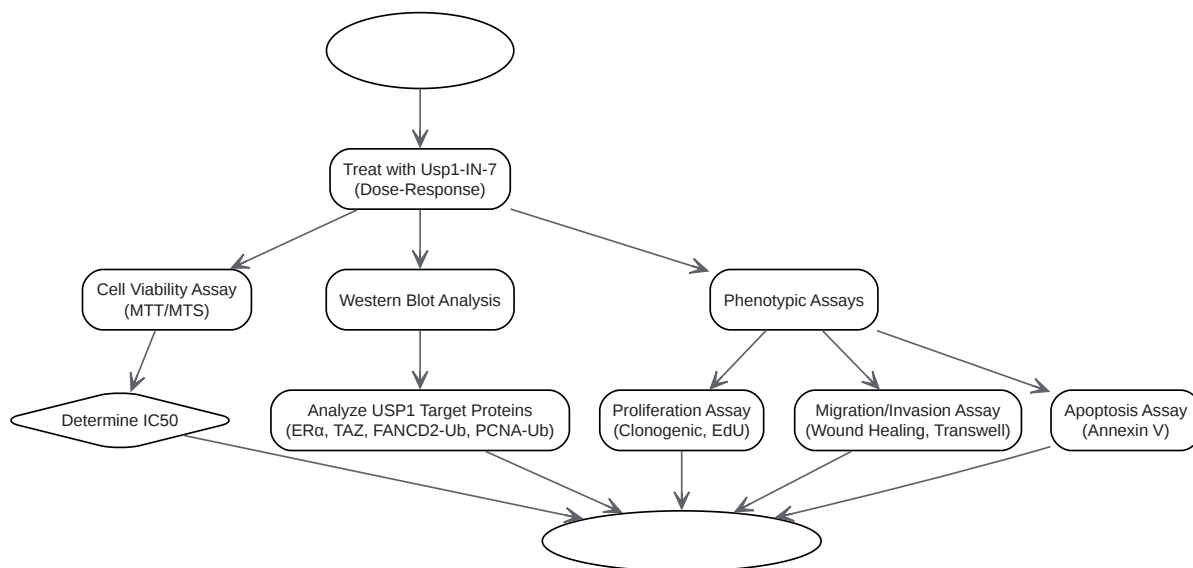 Treat with Usp1-IN-7
(Dose-Response)
Cell Viability Assay
(MTT/MTS)
Western Blot Analysis
Phenotypic Assays
Determine IC50
Analyze USP1 Target Proteins
(ERα, TAZ, FANCD2-Ub, PCNA-Ub)
Proliferation Assay
(Clonogenic, EdU)
Migration/Invasion Assay
(Wound Healing, Transwell)
Apoptosis Assay
(Annexin V)